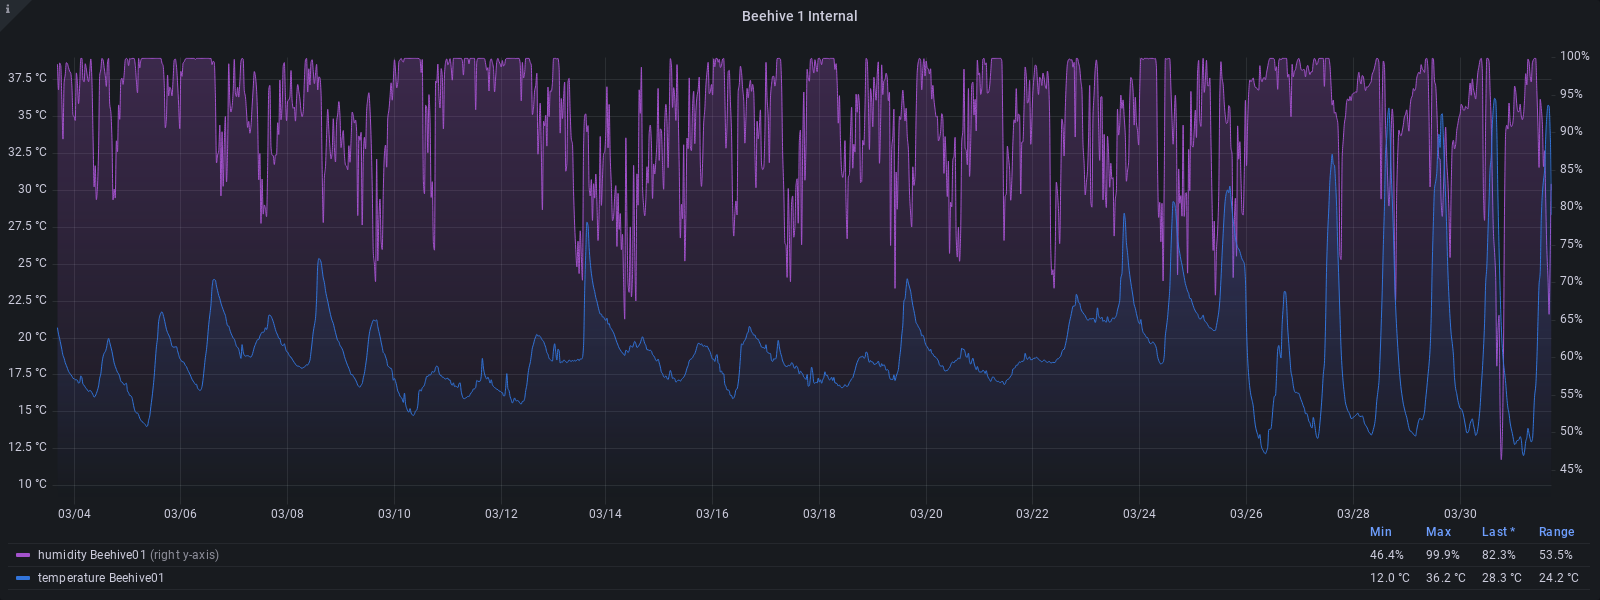 i
Beehive 1 Internal
37.5 °C
35 °C
32.5 °C
30 °C
27.5 °C
25 °C
22.5 °C
20 °C
17.5 °C
15 °C
12.5 °C
10 °C
100%
95%
90%
85%
80%
75%
70%
65%
60%
55%
50%
45%
03/04 03/06 03/08 03/10 03/12 03/14 03/16 03/18 03/20 03/22 03/24 03/26 03/28 03/30
Min Max Last * Range
humidity Beehive01 (right y-axis) 46.4% 99.9% 82.3% 53.5%
temperature Beehive01 12.0 °C 36.2 °C 28.3 °C 24.2 °C